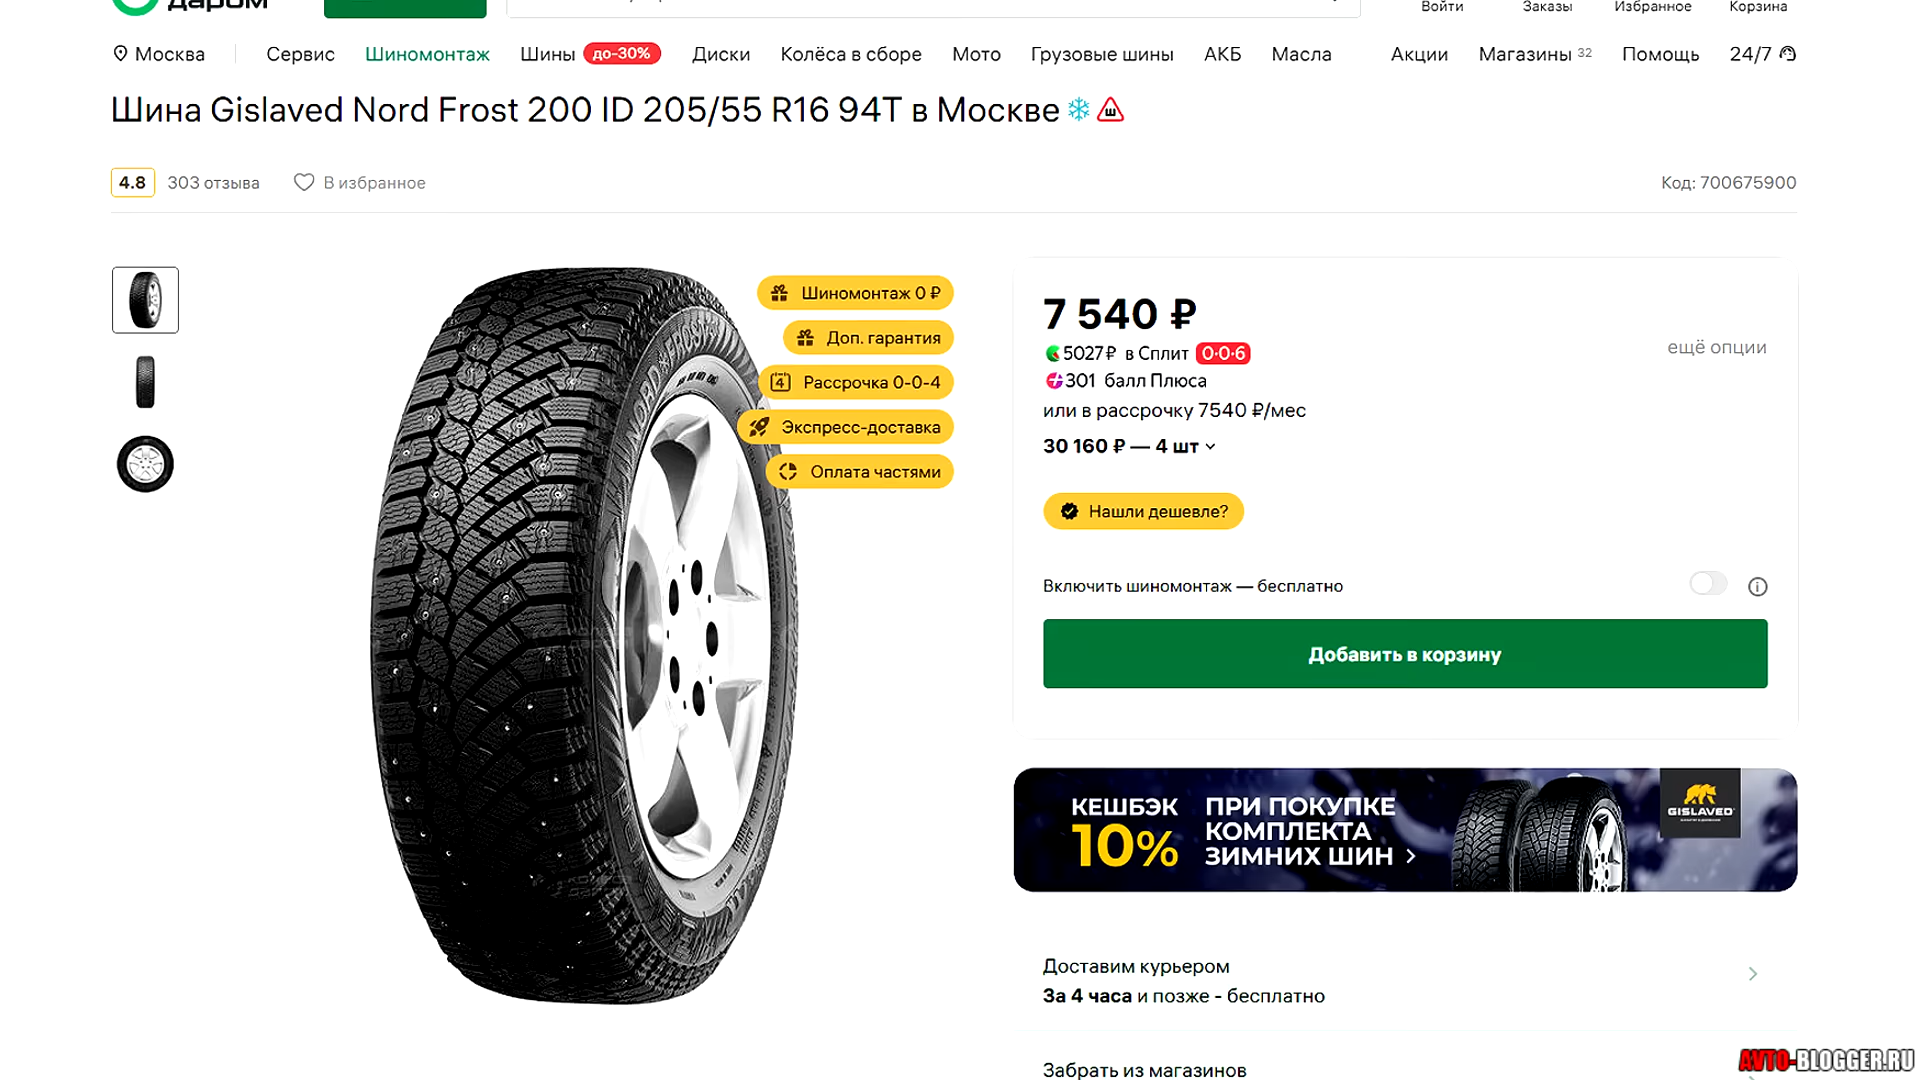 даром
Войти
Заказы
Избранное
Корзина
Москва
Сервис
Шиномонтаж
Шины до-30%
Диски
Колёса в сборе
Мото
Грузовые шины
АКБ
Масла
Акции
Магазины 32
Помощь
24/7
Шина Gislaved Nord Frost 200 ID 205/55 R16 94T в Москве
4.8 303 отзыва
В избранное
Код: 700675900
Шиномонтаж 0 ₽
Доп. гарантия
4 Рассрочка 0-0-4
Экспресс-доставка
Оплата частями
NORD FROST
7 540 ₽
5027₽ в Сплит 0·0·6
301 балл Плюса
или в рассрочку 7540 ₽/мес
30 160 ₽ — 4 шт
ещё опции
Нашли дешевле?
Включить шиномонтаж — бесплатно
Добавить в корзину
КЕШБЭК
10%
ПРИ ПОКУПКЕ
КОМПЛЕКТА
ЗИМНИХ ШИН
GISLAVED
Доставим курьером
За 4 часа и позже - бесплатно
Забрать из магазинов
AVTO-BLOGGER.RU